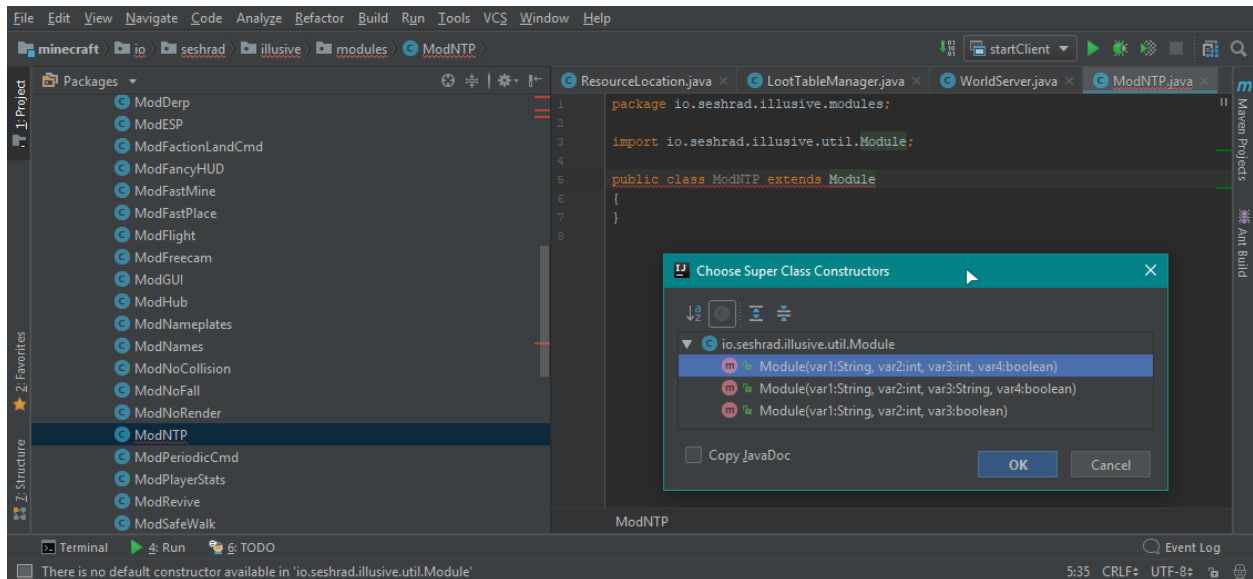 File Edit View Navigate Code Analyze Refactor Build Run Tools VCS Window Help
minecraft io seshrad illusive modules ModNTP
startClient
1: Project
2: Favorites
7: Structure
Packages
ModDerp
ModESP
ModFactionLandCmd
ModFancyHUD
ModFastMine
ModFastPlace
ModFlight
ModFreecam
ModGUI
ModHub
ModNameplates
ModNames
ModNoCollision
ModNoFall
ModNoRender
ModNTP
ModPeriodicCmd
ModPlayerStats
ModRevive
ModSafeWalk
ResourceLocation.java LootTableManager.java WorldServer.java ModNTP.java
1 package io.seshrad.illusive.modules;
2
3 import io.seshrad.illusive.util.Module;
4
5 public class ModNTP extends Module
6 {
7 }
8
Choose Super Class Constructors
io.seshrad.illusive.util.Module
Module(var1:String, var2:int, var3:int, var4:boolean)
Module(var1:String, var2:int, var3:String, var4:boolean)
Module(var1:String, var2:int, var3:boolean)
Copy JavaDoc
OK Cancel
ModNTP
Maven Projects
Ant Build
Terminal 4: Run 6: TODO Event Log
There is no default constructor available in 'io.seshrad.illusive.util.Module' 5:35 CRLF UTF-8